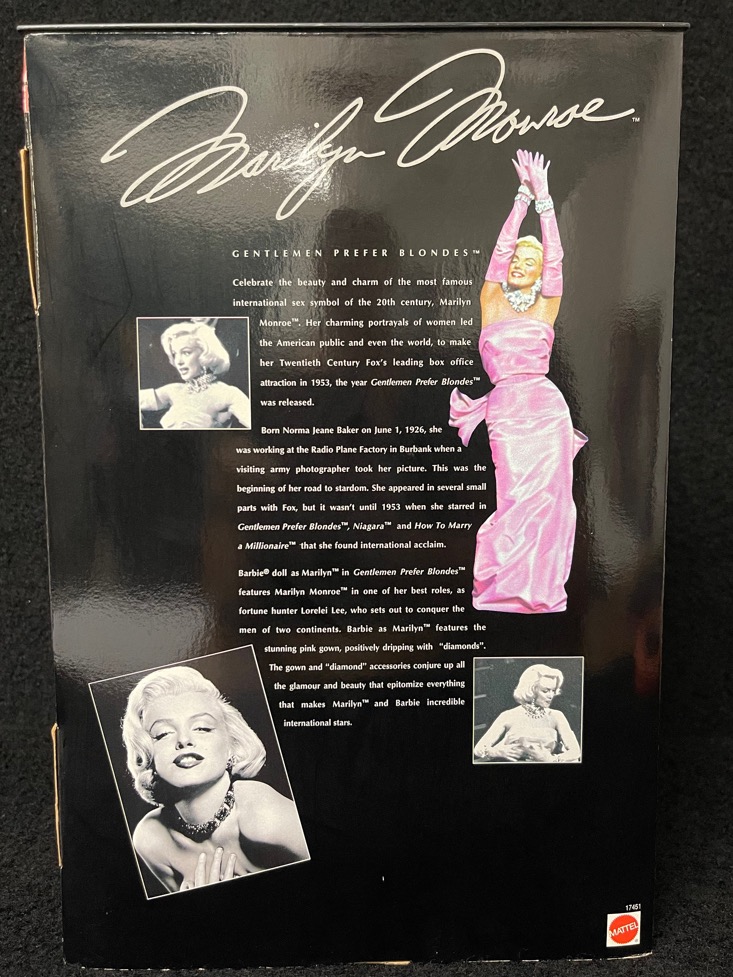 Marilyn Monroe™
GENTLEMEN PREFER BLONDES™
Celebrate the beauty and charm of the most famous
international sex symbol of the 20th century, Marilyn
Monroe™. Her charming portrayals of women led
the American public and even the world, to make
her Twentieth Century Fox's leading box office
attraction in 1953, the year Gentlemen Prefer Blondes™
was released.
Born Norma Jeane Baker on June 1, 1926, she
was working at the Radio Plane Factory in Burbank when a
visiting army photographer took her picture. This was the
beginning of her road to stardom. She appeared in several small
parts with Fox, but it wasn't until 1953 when she starred in
Gentlemen Prefer Blondes™, Niagara™ and How To Marry
a Millionaire™ that she found international acclaim.
Barbie® doll as Marilyn™ in Gentlemen Prefer Blondes™
features Marilyn Monroe™ in one of her best roles, as
fortune hunter Lorelei Lee, who sets out to conquer the
men of two continents. Barbie as Marilyn™ features the
stunning pink gown, positively dripping with "diamonds".
The gown and "diamond" accessories conjure up all
the glamour and beauty that epitomize everything
that makes Marilyn™ and Barbie incredible
international stars.
17451
MATTEL